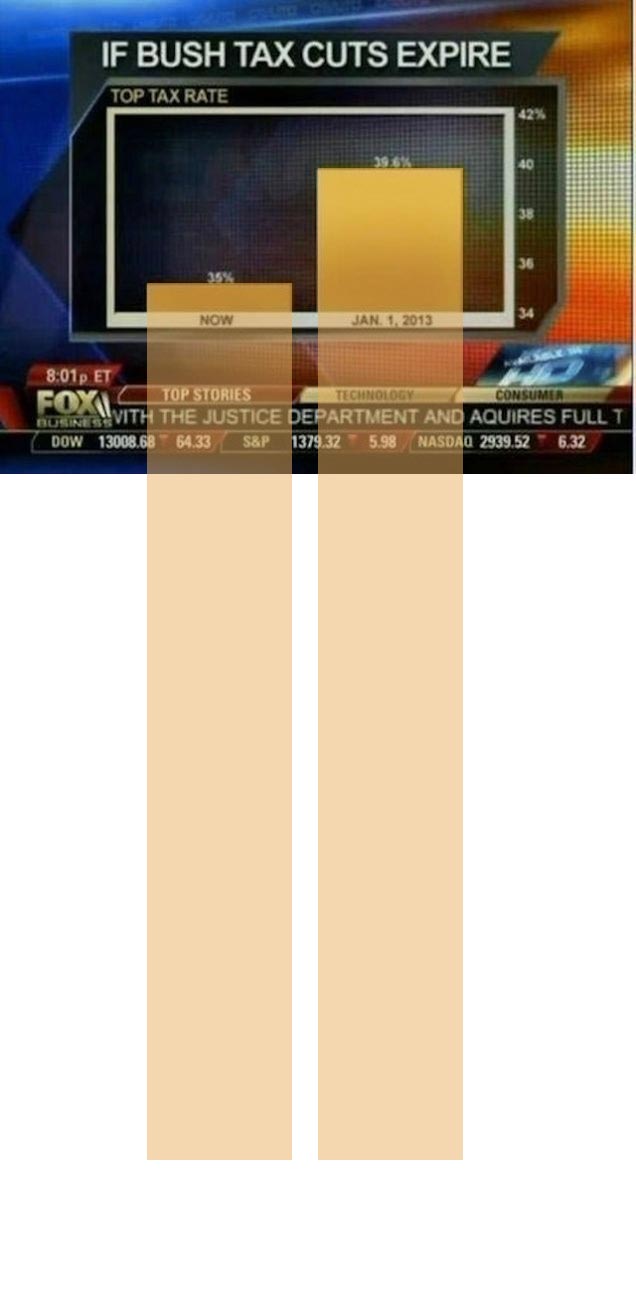 IF BUSH TAX CUTS EXPIRE
TOP TAX RATE
42%
39.6%
40
38
35%
36
34
NOW
JAN. 1, 2013
8:01p ET
TOP STORIES
TECHNOLOGY
CONSUMER
HD
FOX
BUSINESS
WITH THE JUSTICE DEPARTMENT AND AQUIRES FULL T
DOW 13008.68 64.33 S&P 1379.32 5.98 NASDAQ 2939.52 6.32